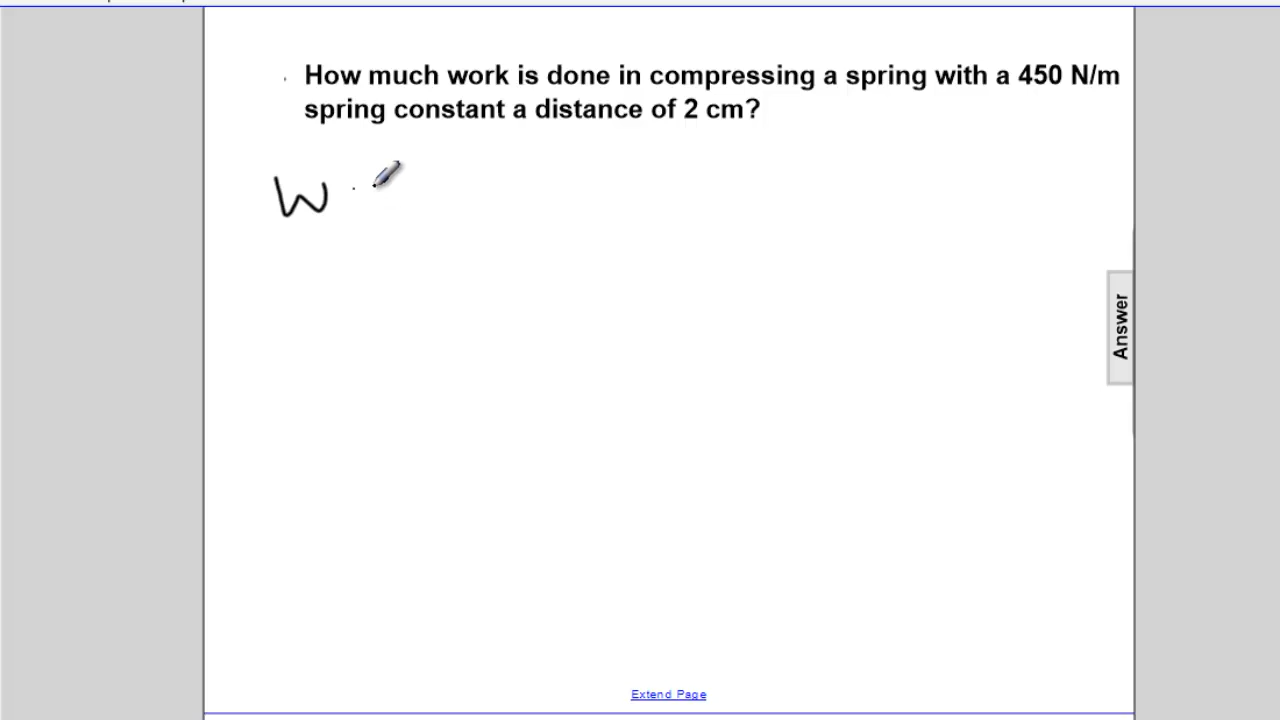 How much work is done in compressing a spring with a 450 N/m
spring constant a distance of 2 cm?
W
Answer
Extend Page